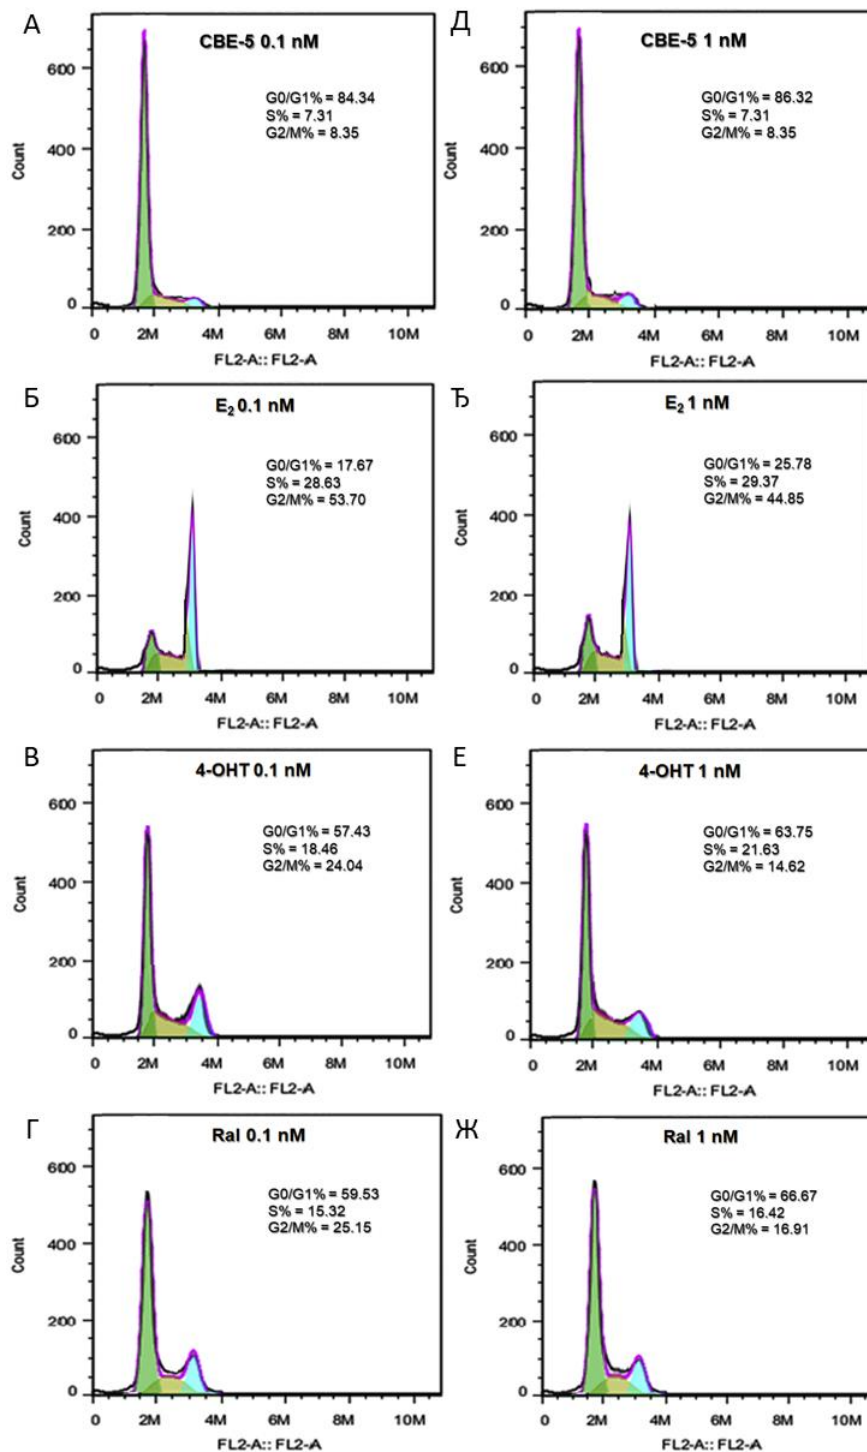 А
CBE-5 0.1 nM
G0/G1% = 84.34
S% = 7.31
G2/M% = 8.35
Count
600
400
200
0
0 2M 4M 6M 8M 10M
FL2-A:: FL2-A
Д
CBE-5 1 nM
G0/G1% = 86.32
S% = 7.31
G2/M% = 8.35
Count
600
400
200
0
0 2M 4M 6M 8M 10M
FL2-A:: FL2-A
Б
E₂ 0.1 nM
G0/G1% = 17.67
S% = 28.63
G2/M% = 53.70
Count
600
400
200
0
0 2M 4M 6M 8M 10M
FL2-A:: FL2-A
Ђ
E₂ 1 nM
G0/G1% = 25.78
S% = 29.37
G2/M% = 44.85
Count
600
400
200
0
0 2M 4M 6M 8M 10M
FL2-A:: FL2-A
В
4-OHT 0.1 nM
G0/G1% = 57.43
S% = 18.46
G2/M% = 24.04
Count
600
400
200
0
0 2M 4M 6M 8M 10M
FL2-A:: FL2-A
Е
4-OHT 1 nM
G0/G1% = 63.75
S% = 21.63
G2/M% = 14.62
Count
600
400
200
0
0 2M 4M 6M 8M 10M
FL2-A:: FL2-A
Г
Ral 0.1 nM
G0/G1% = 59.53
S% = 15.32
G2/M% = 25.15
Count
600
400
200
0
0 2M 4M 6M 8M 10M
FL2-A:: FL2-A
Ж
Ral 1 nM
G0/G1% = 66.67
S% = 16.42
G2/M% = 16.91
Count
600
400
200
0
0 2M 4M 6M 8M 10M
FL2-A:: FL2-A